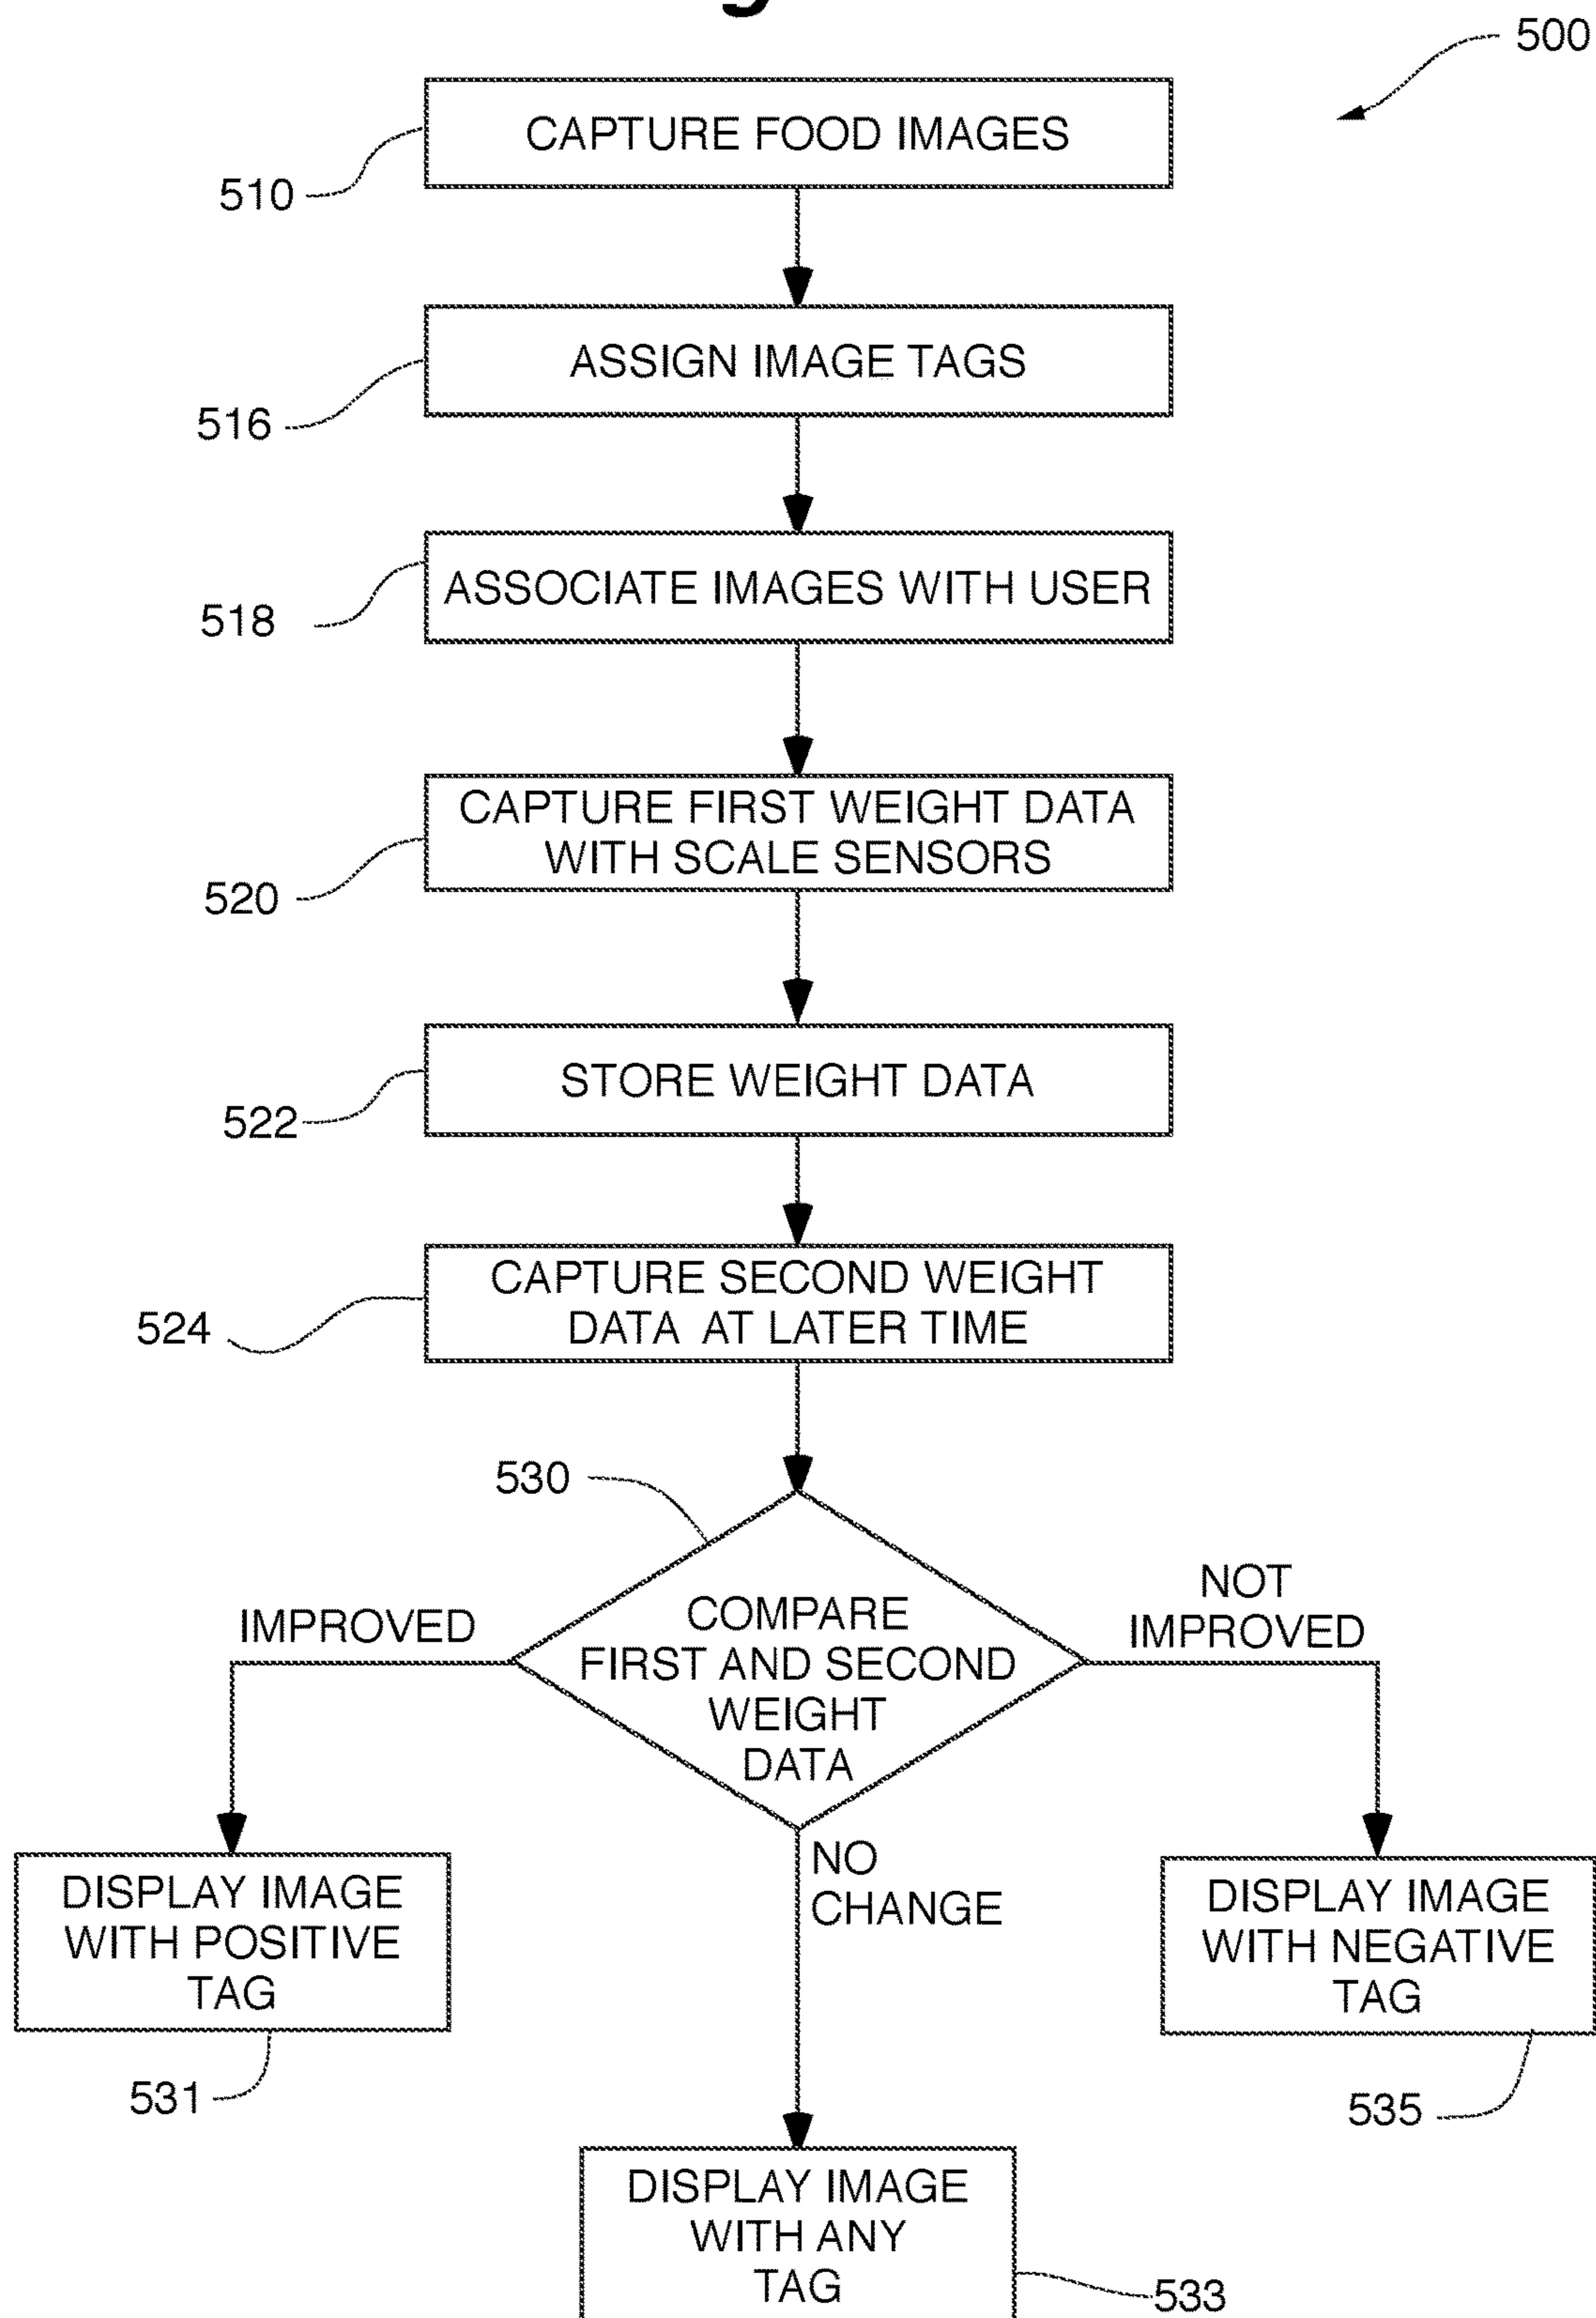 500
CAPTURE FOOD IMAGES
510
ASSIGN IMAGE TAGS
516
ASSOCIATE IMAGES WITH USER
518
CAPTURE FIRST WEIGHT DATA
WITH SCALE SENSORS
520
STORE WEIGHT DATA
522
CAPTURE SECOND WEIGHT
DATA AT LATER TIME
524
530
COMPARE
FIRST AND SECOND
WEIGHT
DATA
IMPROVED
NOT
IMPROVED
NO
CHANGE
DISPLAY IMAGE
WITH POSITIVE
TAG
531
DISPLAY IMAGE
WITH NEGATIVE
TAG
535
DISPLAY IMAGE
WITH ANY
TAG
533